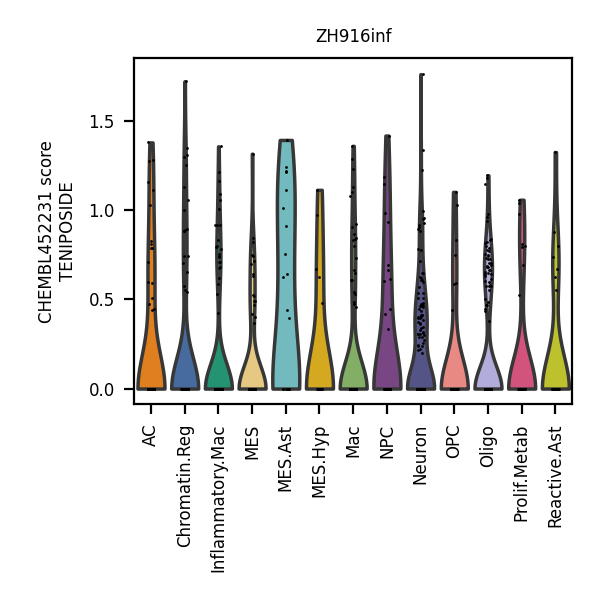 ZH916inf
CHEMBL452231 score
TENIPOSIDE
1.5
1.0
0.5
0.0
AC
Chromatin.Reg
Inflammatory.Mac
MES
MES.Ast
MES.Hyp
Mac
NPC
Neuron
OPC
Oligo
Prolif.Metab
Reactive.Ast